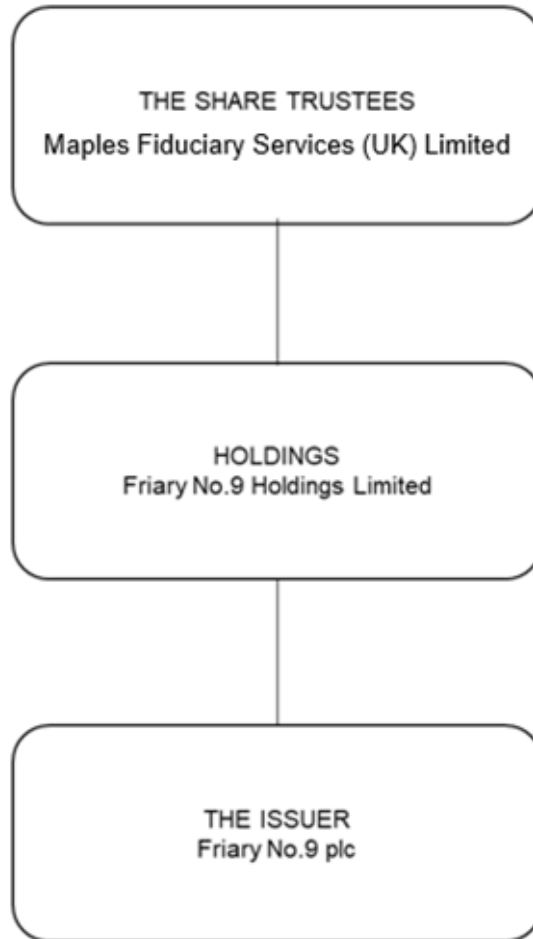 THE SHARE TRUSTEES
Maples Fiduciary Services (UK) Limited
HOLDINGS
Friary No.9 Holdings Limited
THE ISSUER
Friary No.9 plc